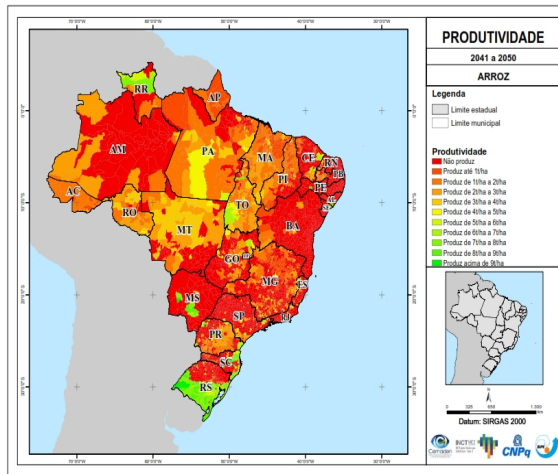 PRODUTIVIDADE
2041 a 2050
ARROZ
Legenda
Limite estadual
Limite municipal
Produtividade
Não produz
Produz até 1t/ha
Produz de 1t/ha a 2t/ha
Produz de 2t/ha a 3t/ha
Produz de 3t/ha a 4t/ha
Produz de 4t/ha a 5t/ha
Produz de 5t/ha a 6t/ha
Produz de 6t/ha a 7t/ha
Produz de 7t/ha a 8t/ha
Produz de 8t/ha a 9t/ha
Produz acima de 9t/ha
RR
AP
AM
PA
MA
CE
RN
PB
PI
PE
AL
AC
RO
TO
BA
MT
GO
DF
MG
ES
MS
SP
RJ
PR
SC
RS
N
Datum: SIRGAS 2000
Cemaden
INCT
CNPq